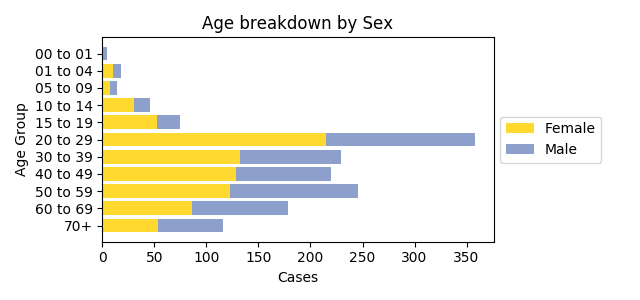 Age breakdown by Sex
Age Group
00 to 01
01 to 04
05 to 09
10 to 14
15 to 19
20 to 29
30 to 39
40 to 49
50 to 59
60 to 69
70+
0 50 100 150 200 250 300 350
Cases
Female
Male